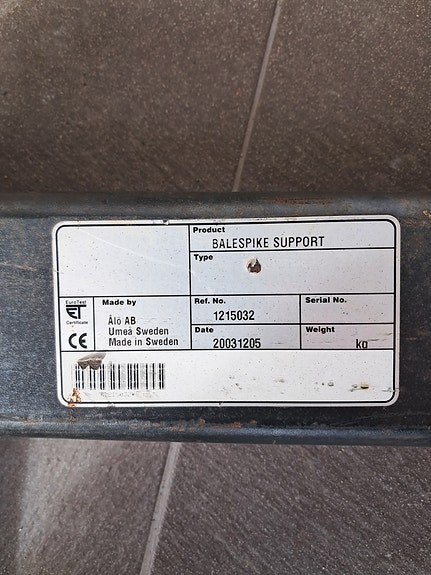 Product
BALESPIKE SUPPORT
Type
EuroTest
Certificate
CE
Made by
Ålö AB
Umeå Sweden
Made in Sweden
Ref. No.
1215032
Serial No.
Date
20031205
Weight
kg